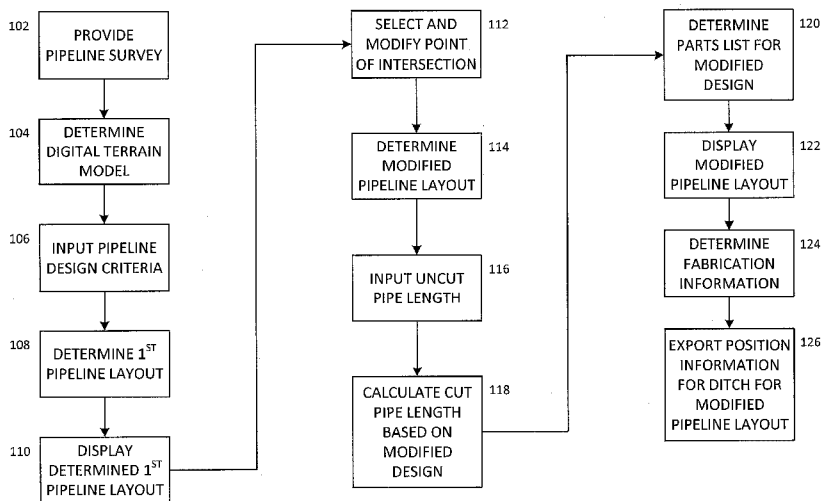 102
PROVIDE
PIPELINE SURVEY
104
DETERMINE
DIGITAL TERRAIN
MODEL
106
INPUT PIPELINE
DESIGN CRITERIA
108
DETERMINE 1ST
PIPELINE LAYOUT
110
DISPLAY
DETERMINED 1ST
PIPELINE LAYOUT
112
SELECT AND
MODIFY POINT
OF INTERSECTION
114
DETERMINE
MODIFIED
PIPELINE LAYOUT
116
INPUT UNCUT
PIPE LENGTH
118
CALCULATE CUT
PIPE LENGTH
BASED ON
MODIFIED
DESIGN
120
DETERMINE
PARTS LIST FOR
MODIFIED
DESIGN
122
DISPLAY
MODIFIED
PIPELINE LAYOUT
124
DETERMINE
FABRICATION
INFORMATION
126
EXPORT POSITION
INFORMATION
FOR DITCH FOR
MODIFIED
PIPELINE LAYOUT